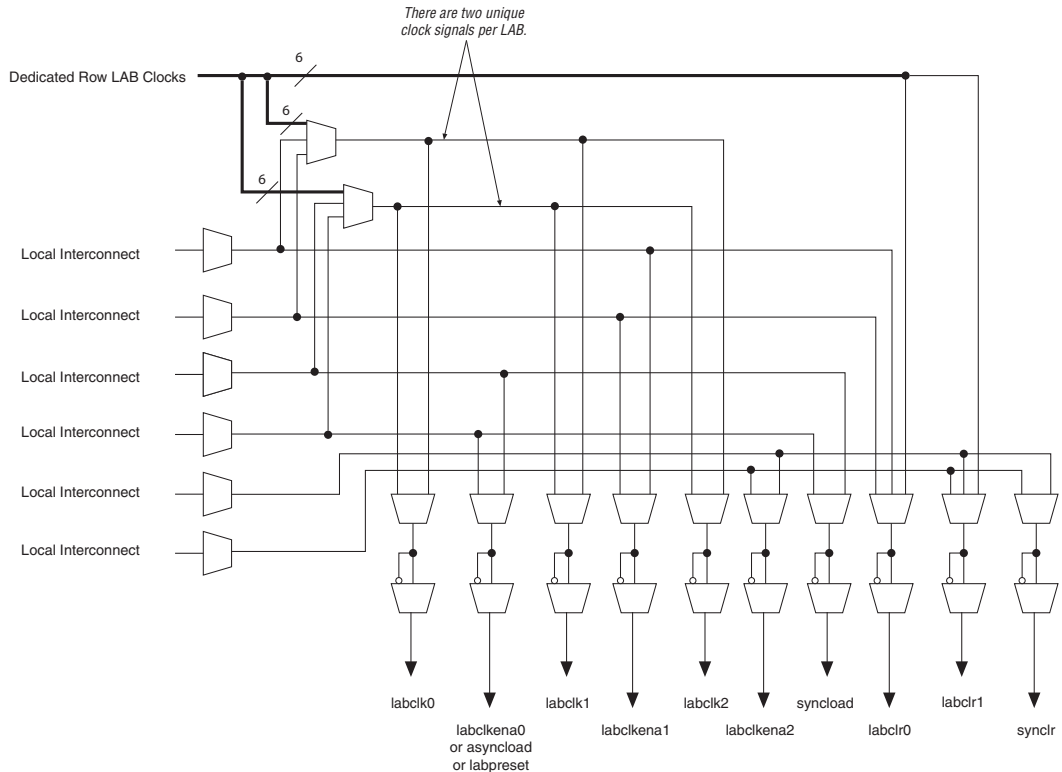 There are two unique
clock signals per LAB.
6
Dedicated Row LAB Clocks
6
6
Local Interconnect
Local Interconnect
Local Interconnect
Local Interconnect
Local Interconnect
Local Interconnect
labclk0
labclk1
labclk2
syncload
labclr1
labclkena0
or asyncload
or labpreset
labclkena1
labclkena2
labclr0
synclr